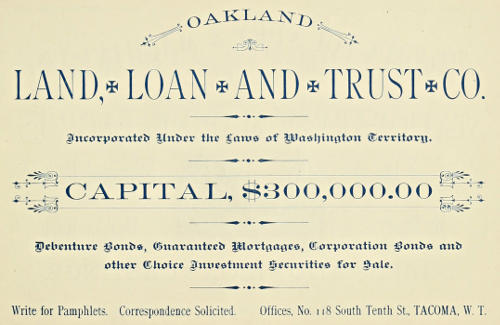 OAKLAND
LAND, LOAN AND TRUST CO.
Incorporated Under the Laws of Washington Territory.
CAPITAL, $300,000.00
Debenture Bonds, Guaranteed Mortgages, Corporation Bonds and
other Choice Investment Securities for Sale.
Write for Pamphlets. Correspondence Solicited. Offices, No. 118 South Tenth St., TACOMA, W. T.